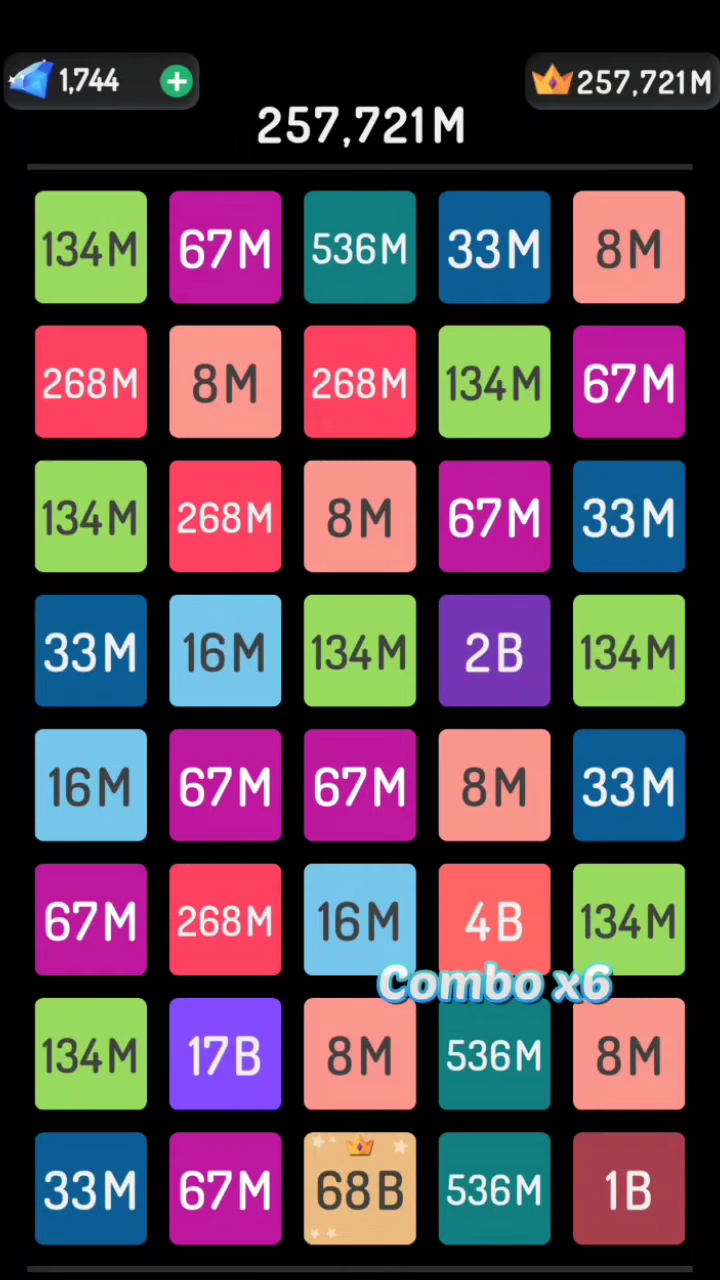 1,744 257,721M
257,721M
134M 67M 536M 33M 8M
268M 8M 268M 134M 67M
134M 268M 8M 67M 33M
33M 16M 134M 2B 134M
16M 67M 67M 8M 33M
67M 268M 16M 4B 134M
Combo x6
134M 17B 8M 536M 8M
33M 67M 68B 536M 1B